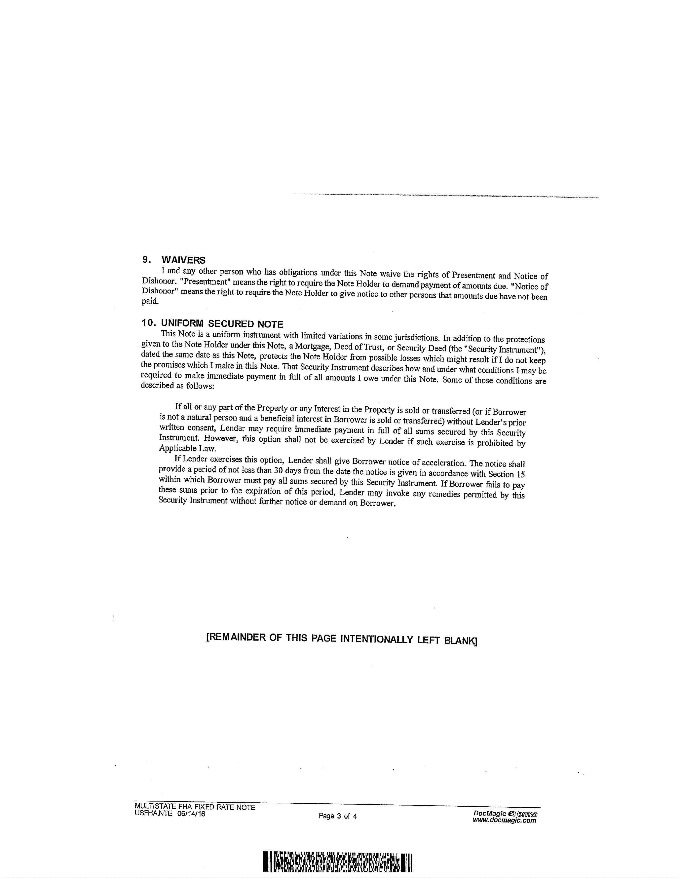 9. WAIVERS
I and any other person who has obligations under this Note waive the rights of Presentment and Notice of
Dishonor. "Presentment" means the right to require the Note Holder to demand payment of amounts due. "Notice of
Dishonor" means the right to require the Note Holder to give notice to other persons that amounts due have not been
paid.
10. UNIFORM SECURED NOTE
This Note is a uniform instrument with limited variations in some jurisdictions. In addition to the protections
given to the Note Holder under this Note, a Mortgage, Deed of Trust, or Security Deed (the "Security Instrument"),
dated the same date as this Note, protects the Note Holder from possible losses which might result if I do not keep
the promises which I make in this Note. That Security Instrument describes how and under what conditions I may be
required to make immediate payment in full of all amounts I owe under this Note. Some of those conditions are
described as follows:
If all or any part of the Property or any Interest in the Property is sold or transferred (or if Borrower
is not a natural person and a beneficial interest in Borrower is sold or transferred) without Lender's prior
written consent, Lender may require immediate payment in full of all sums secured by this Security
Instrument. However, this option shall not be exercised by Lender if such exercise is prohibited by
Applicable Law.
If Lender exercises this option, Lender shall give Borrower notice of acceleration. The notice shall
provide a period of not less than 30 days from the date the notice is given in accordance with Section 15
within which Borrower must pay all sums secured by this Security Instrument. If Borrower fails to pay
these sums prior to the expiration of this period, Lender may invoke any remedies permitted by this
Security Instrument without further notice or demand on Borrower.
[REMAINDER OF THIS PAGE INTENTIONALLY LEFT BLANK]
MULTISTATE FHA FIXED RATE NOTE
USFHA.NTE 06/14/16
Page 3 of 4
DocMagic
www.docmagic.com